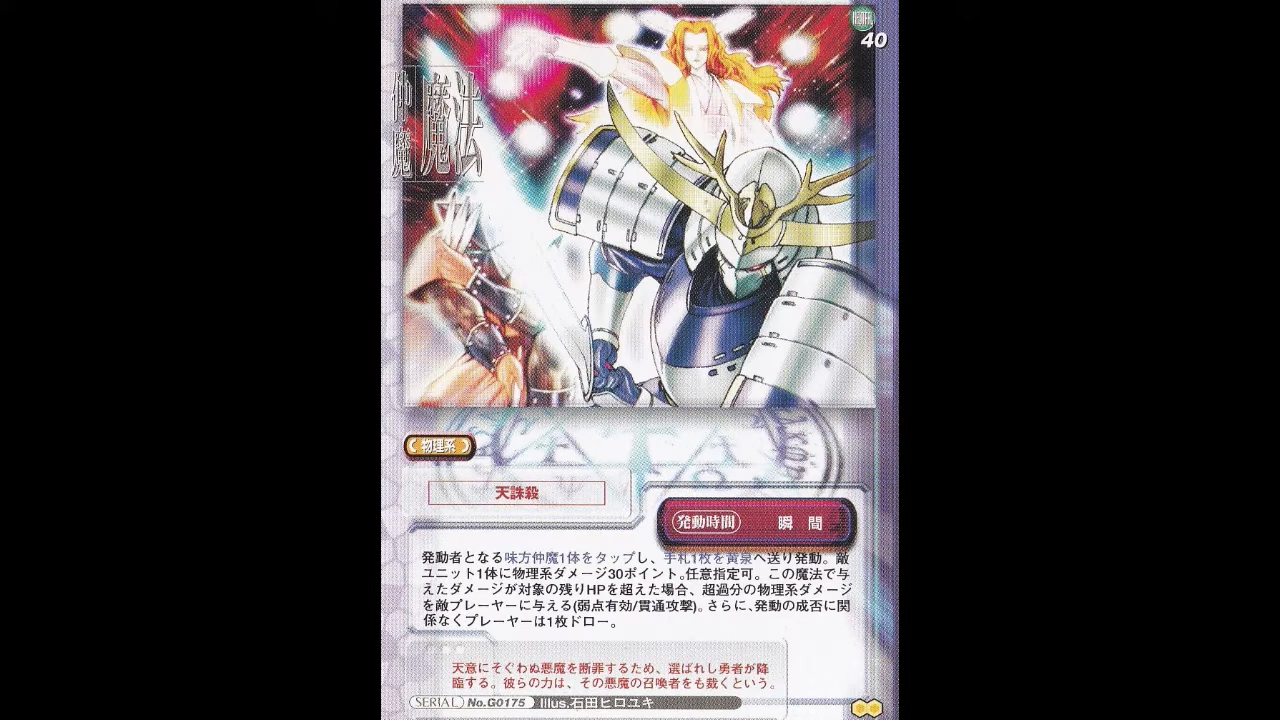 40
仲魔
魔法
物理系
天誅殺
発動時間 瞬間
発動者となる味方仲魔1体をタップし、手札1枚を黄泉へ送り発動。敵
ユニット1体に物理系ダメージ30ポイント。任意指定可。この魔法で与
えたダメージが対象の残りHPを超えた場合、超過分の物理系ダメージ
を敵プレーヤーに与える(弱点有効/貫通攻撃)。さらに、発動の成否に関
係なくプレーヤーは1枚ドロー。
天意にそぐわぬ悪魔を断罪するため、選ばれし勇者が降
臨する。彼らの力は、その悪魔の召喚者をも裁くという。
SERIAL No.G0175 Illus.石田ヒロユキ